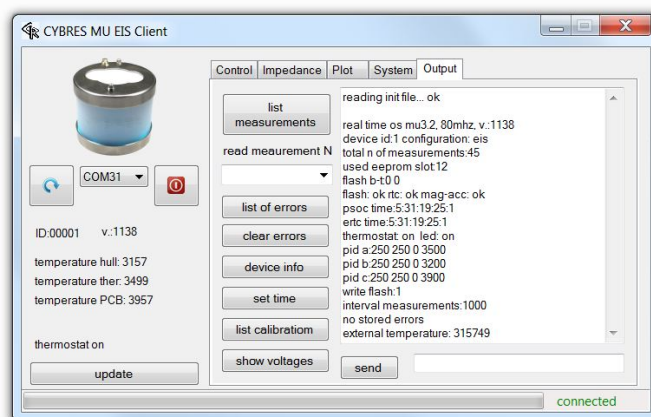 CYBRES MU EIS Client
Control Impedance Plot System Output
COM31
ID:00001 v.:1138
temperature hull: 3157
temperature ther: 3499
temperature PCB: 3957
thermostat on
update
list
measurements
read meaurement N
list of errors
clear errors
device info
set time
list calibratiom
show voltages
reading init file... ok
real time os mu3.2, 80mhz, v.:1138
device id:1 configuration: eis
total n of measurements:45
used eeprom slot:12
flash b-t:0 0
flash: ok rtc: ok mag-acc: ok
psoc time:5:31:19:25:1
ertc time:5:31:19:25:1
thermostat: on led: on
pid a:250 250 0 3500
pid b:250 250 0 3200
pid c:250 250 0 3900
write flash:1
interval measurements:1000
no stored errors
external temperature: 315749
send
connected